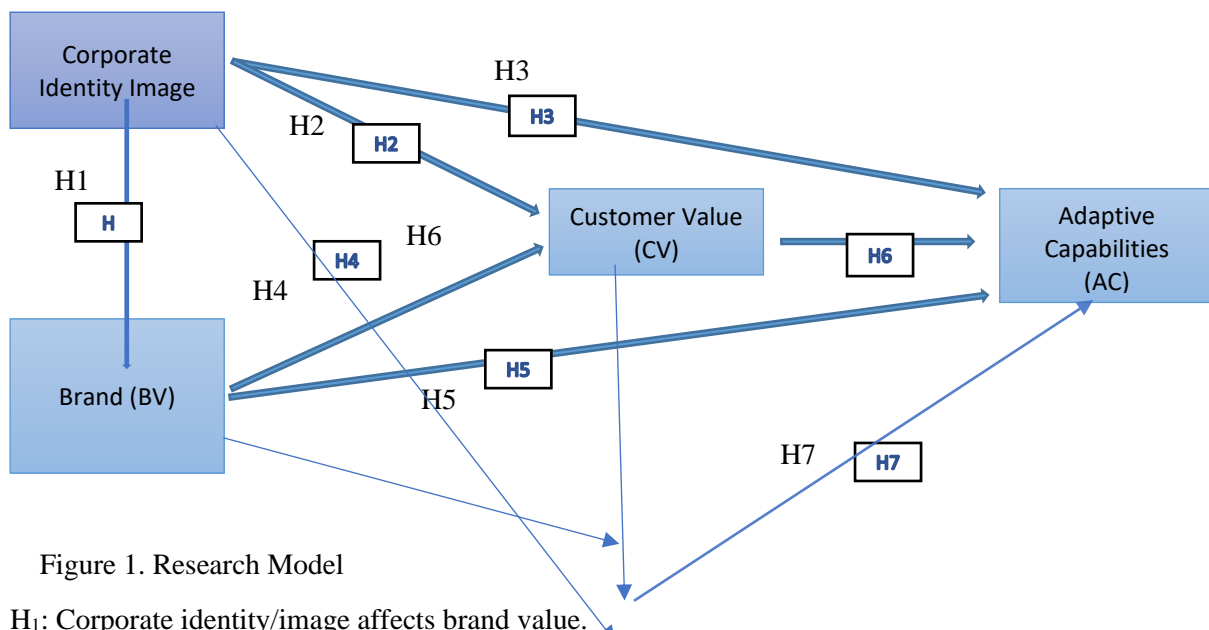 Corporate
Identity Image
H3
H3
H2
H2
H1
H
Customer Value
(CV)
Adaptive
Capabilities
(AC)
H6
H4
H6
H4
Brand (BV)
H5
H5
H7
H7
Figure 1. Research Model
H₁: Corporate identity/image affects brand value.